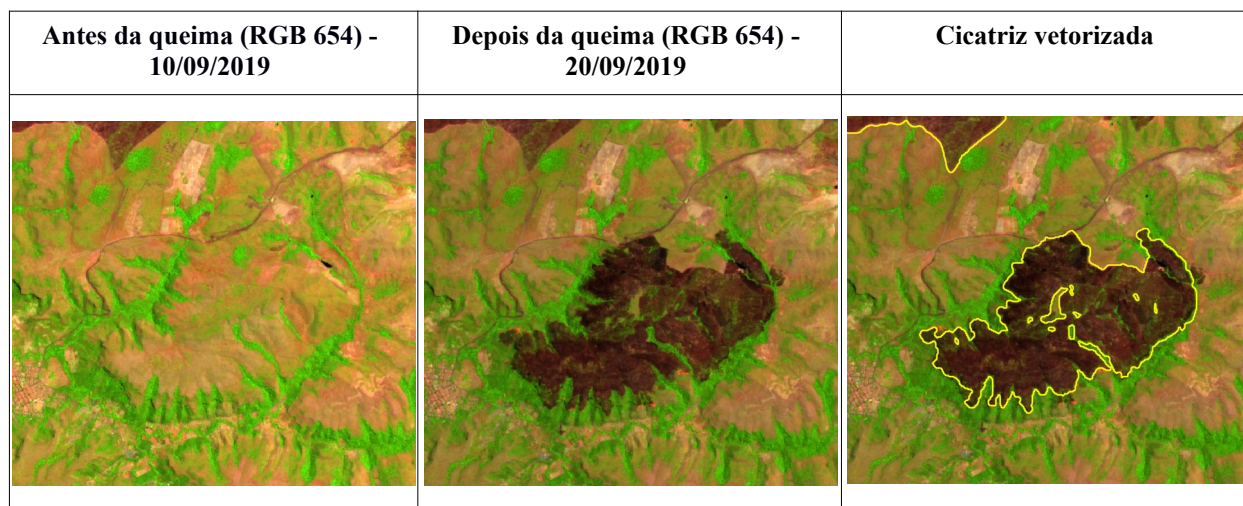 Antes da queima (RGB 654) -
10/09/2019
Depois da queima (RGB 654) -
20/09/2019
Cicatriz vetorizada